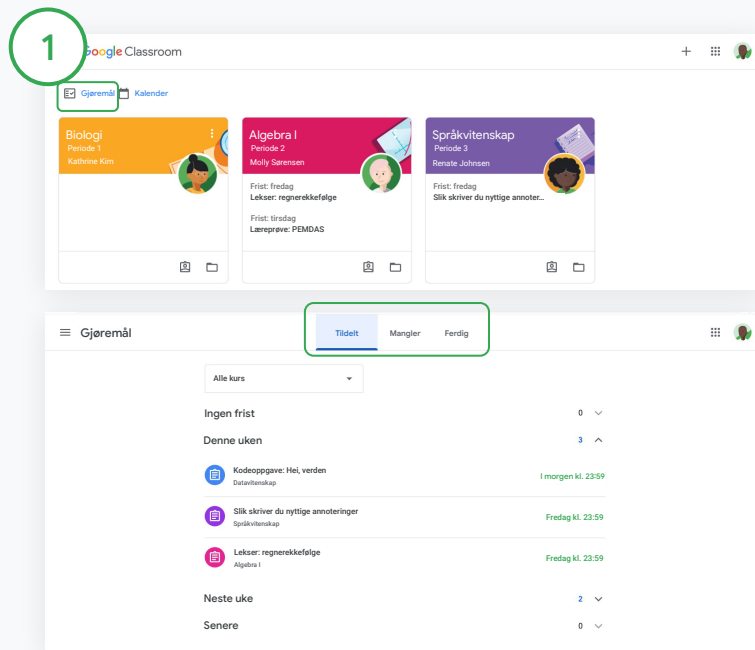 1
Google Classroom
Gjøremål
Kalender
Biologi
Periode 1
Kathrine Kim
Algebra I
Periode 2
Molly Sørensen
Frist: fredag
Lekser: regnerekkefølge
Frist: tirsdag
Læreprøve: PEMDAS
Språkvitenskap
Periode 3
Renate Johnsen
Frist: fredag
Slik skriver du nyttige annoter...
Gjøremål
Tildelt
Mangler
Ferdig
Alle kurs
Ingen frist 0
Denne uken 3
Kodeoppgave: Hei, verden
Datavitenskap
I morgen kl. 23:59
Slik skriver du nyttige annoteringer
Språkvitenskap
Fredag kl. 23:59
Lekser: regnerekkefølge
Algebra I
Fredag kl. 23:59
Neste uke 2
Senere 0